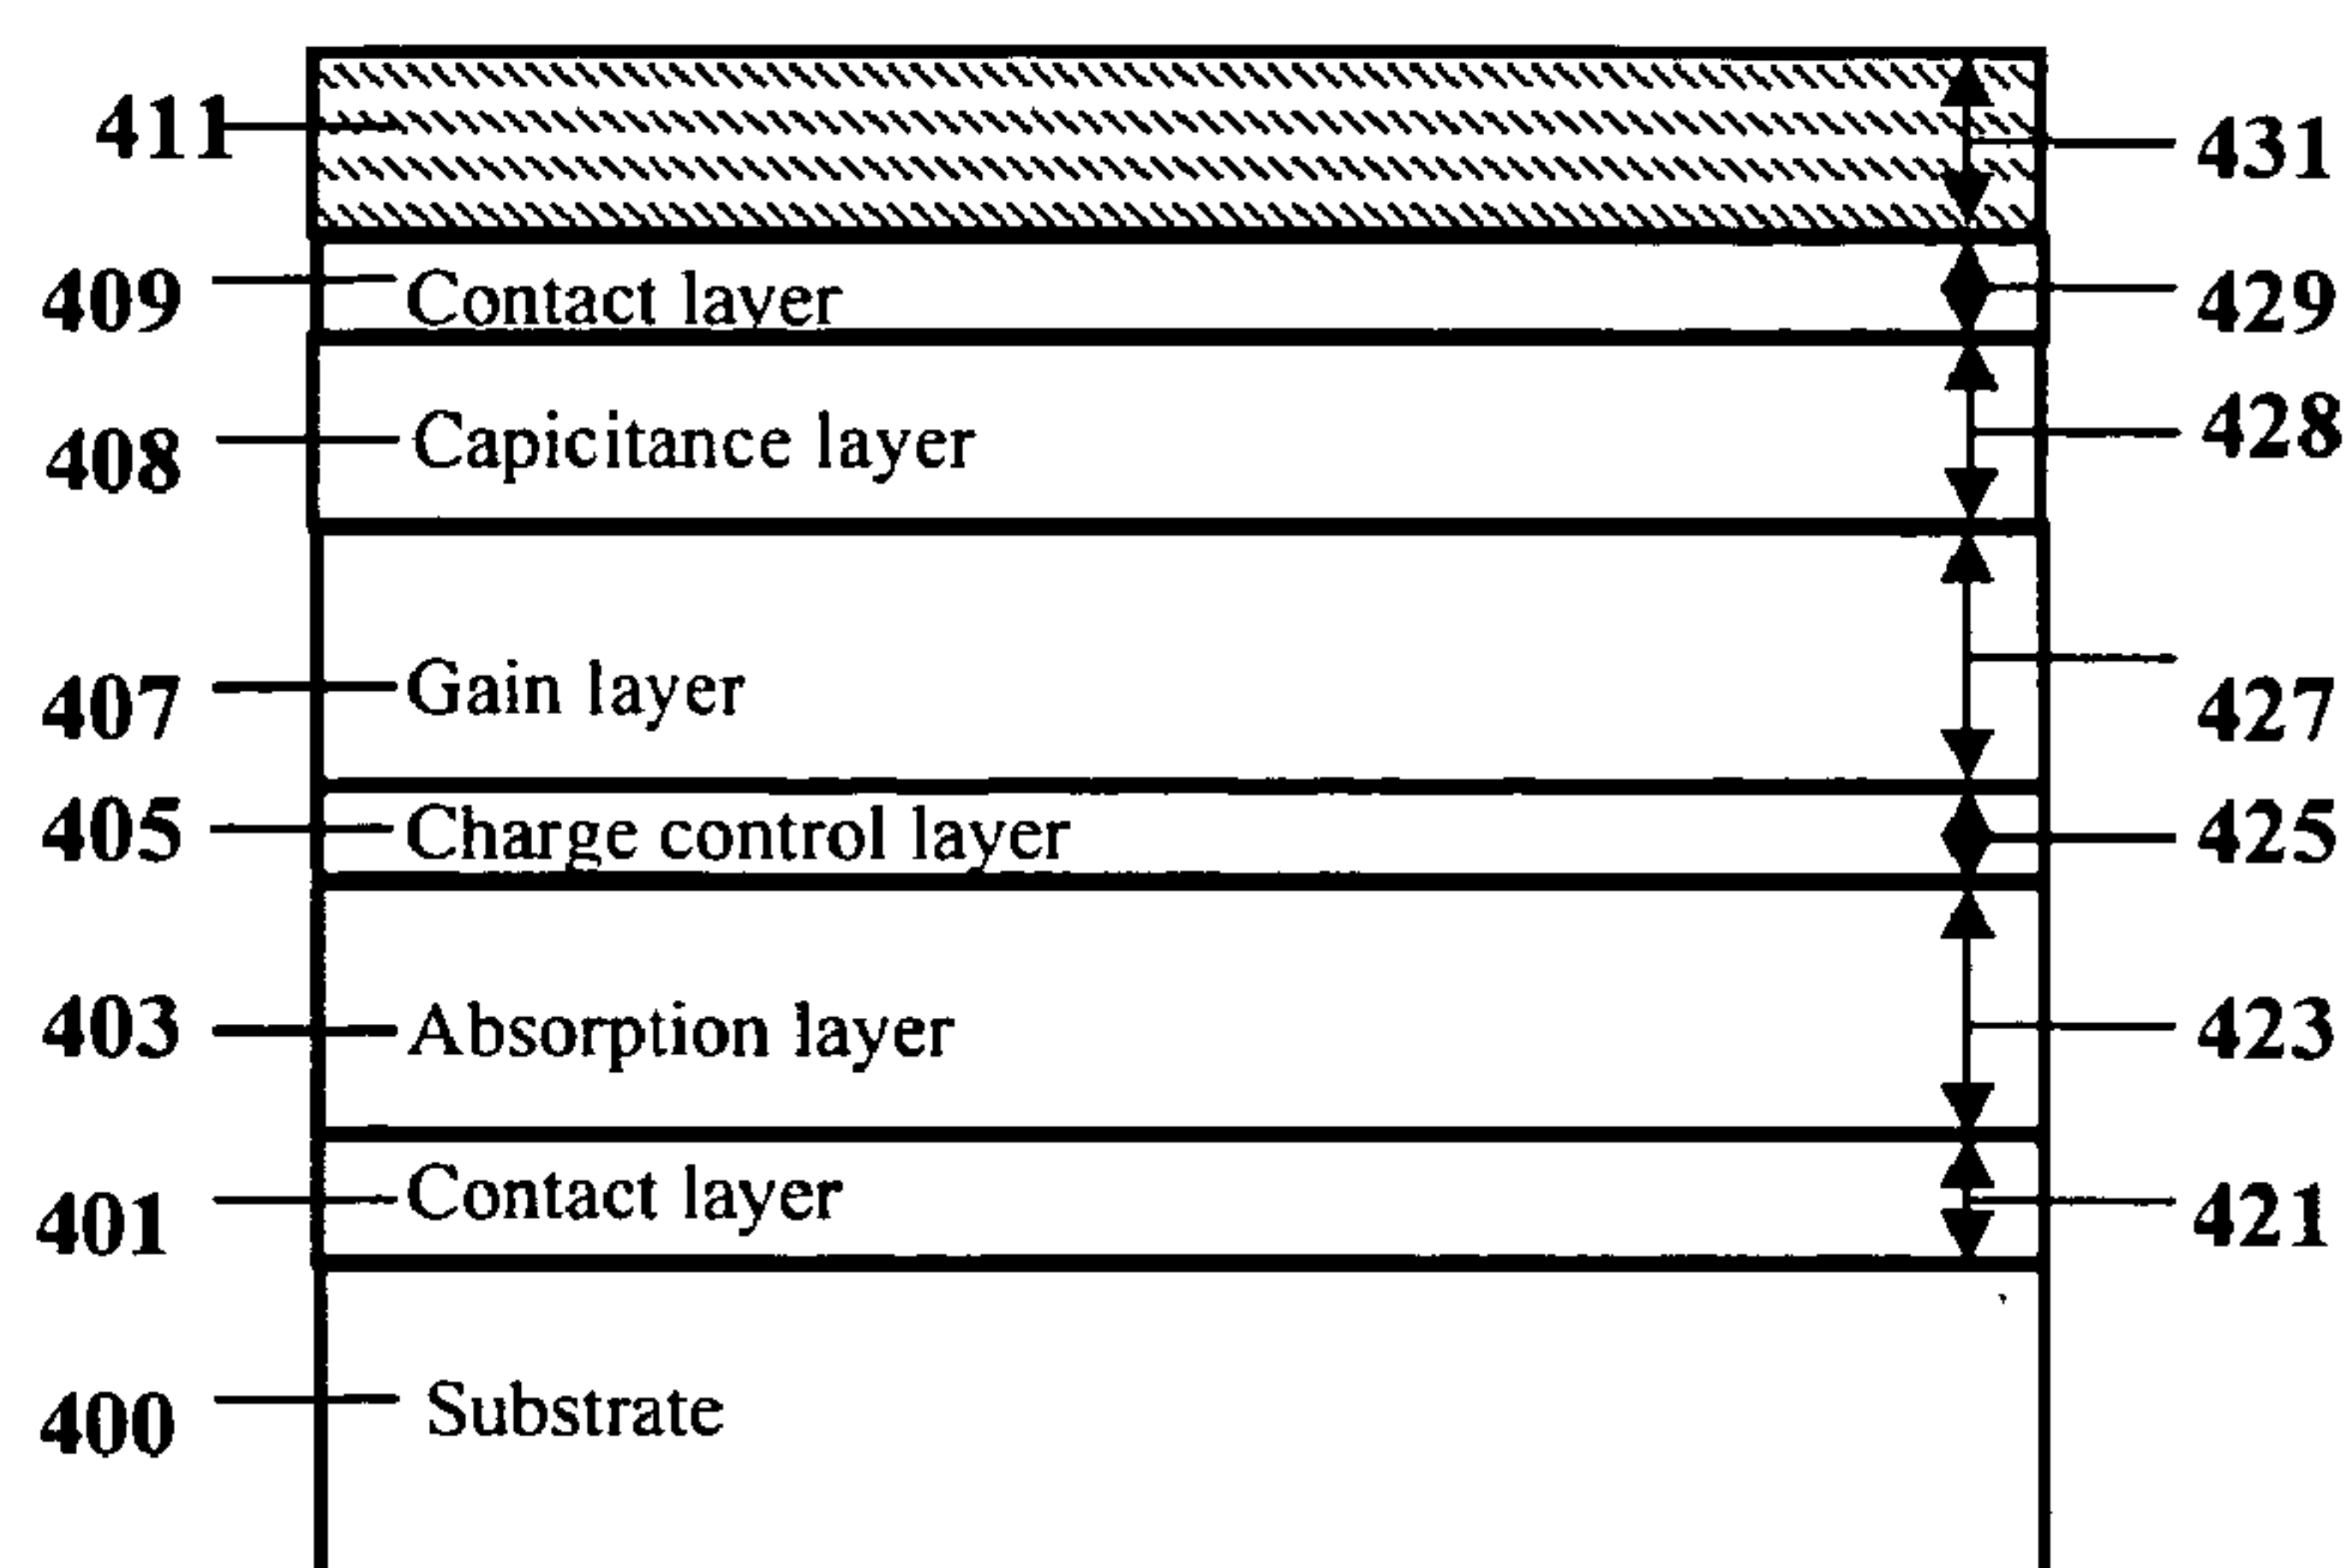 411
431
409 Contact layer 429
408 Capicitance layer 428
407 Gain layer 427
405 Charge control layer 425
403 Absorption layer 423
401 Contact layer 421
400 Substrate